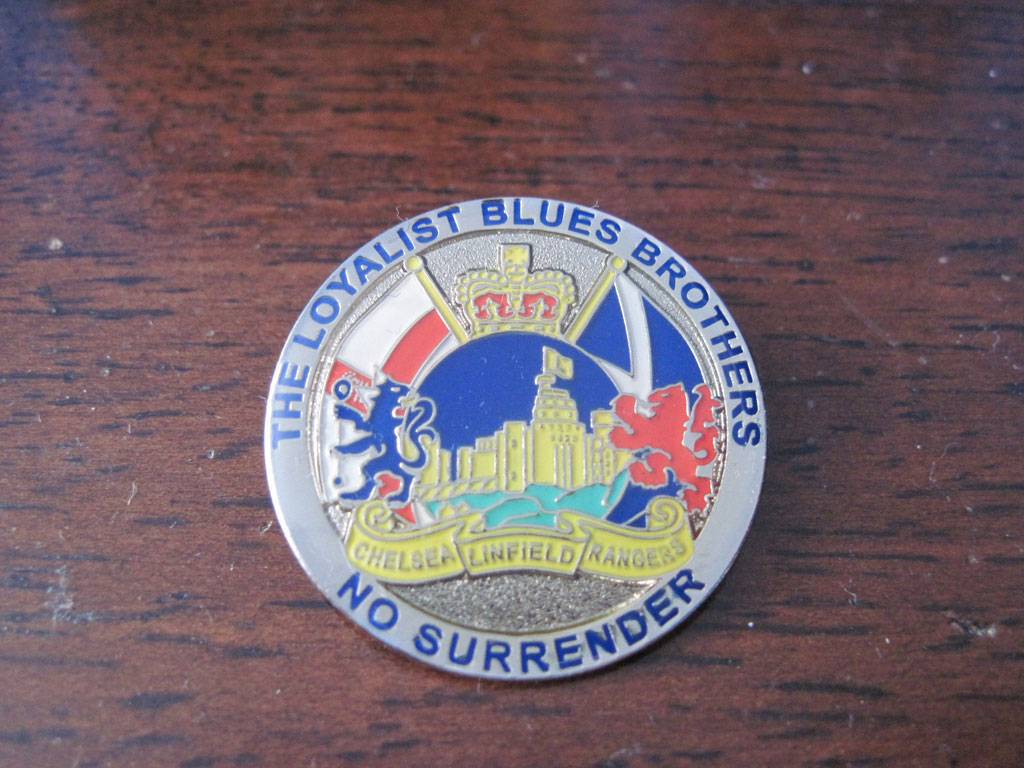 THE LOYALIST BLUES BROTHERS
CHELSEA LINFIELD RANGERS
NO SURRENDER